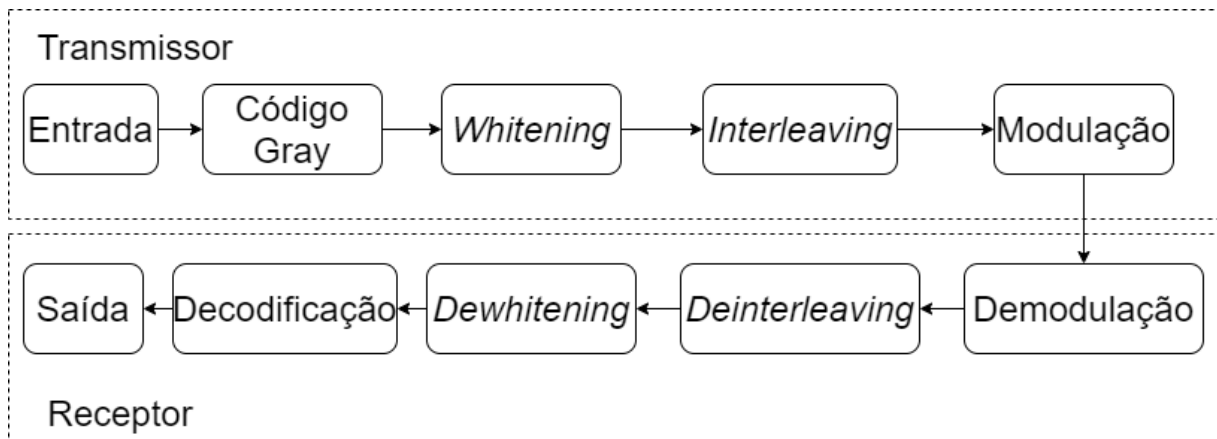 Transmissor
Entrada
Código
Gray
Whitening
Interleaving
Modulação
Saída
Decodificação
Dewhitening
Deinterleaving
Demodulação
Receptor